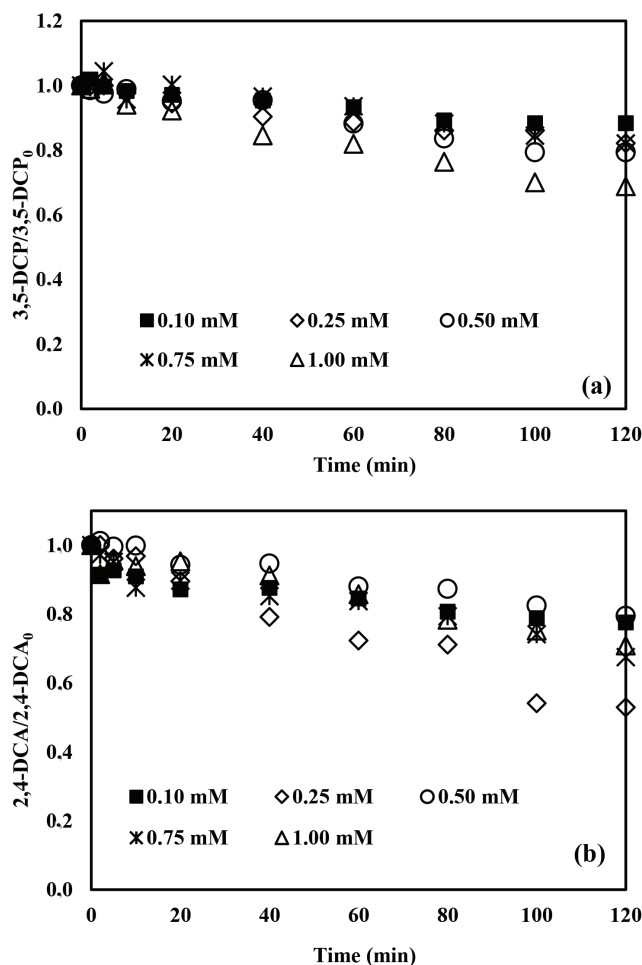 1.2
1.0
0.8
0.6
0.4
0.2
0.0
3,5-DCP/3,5-DCP0
0.10 mM 0.25 mM 0.50 mM
0.75 mM 1.00 mM
(a)
0 20 40 60 80 100 120
Time (min)
1.0
0.8
0.6
0.4
0.2
0.0
2,4-DCA/2,4-DCA0
0.10 mM 0.25 mM 0.50 mM
0.75 mM 1.00 mM
(b)
0 20 40 60 80 100 120
Time (min)